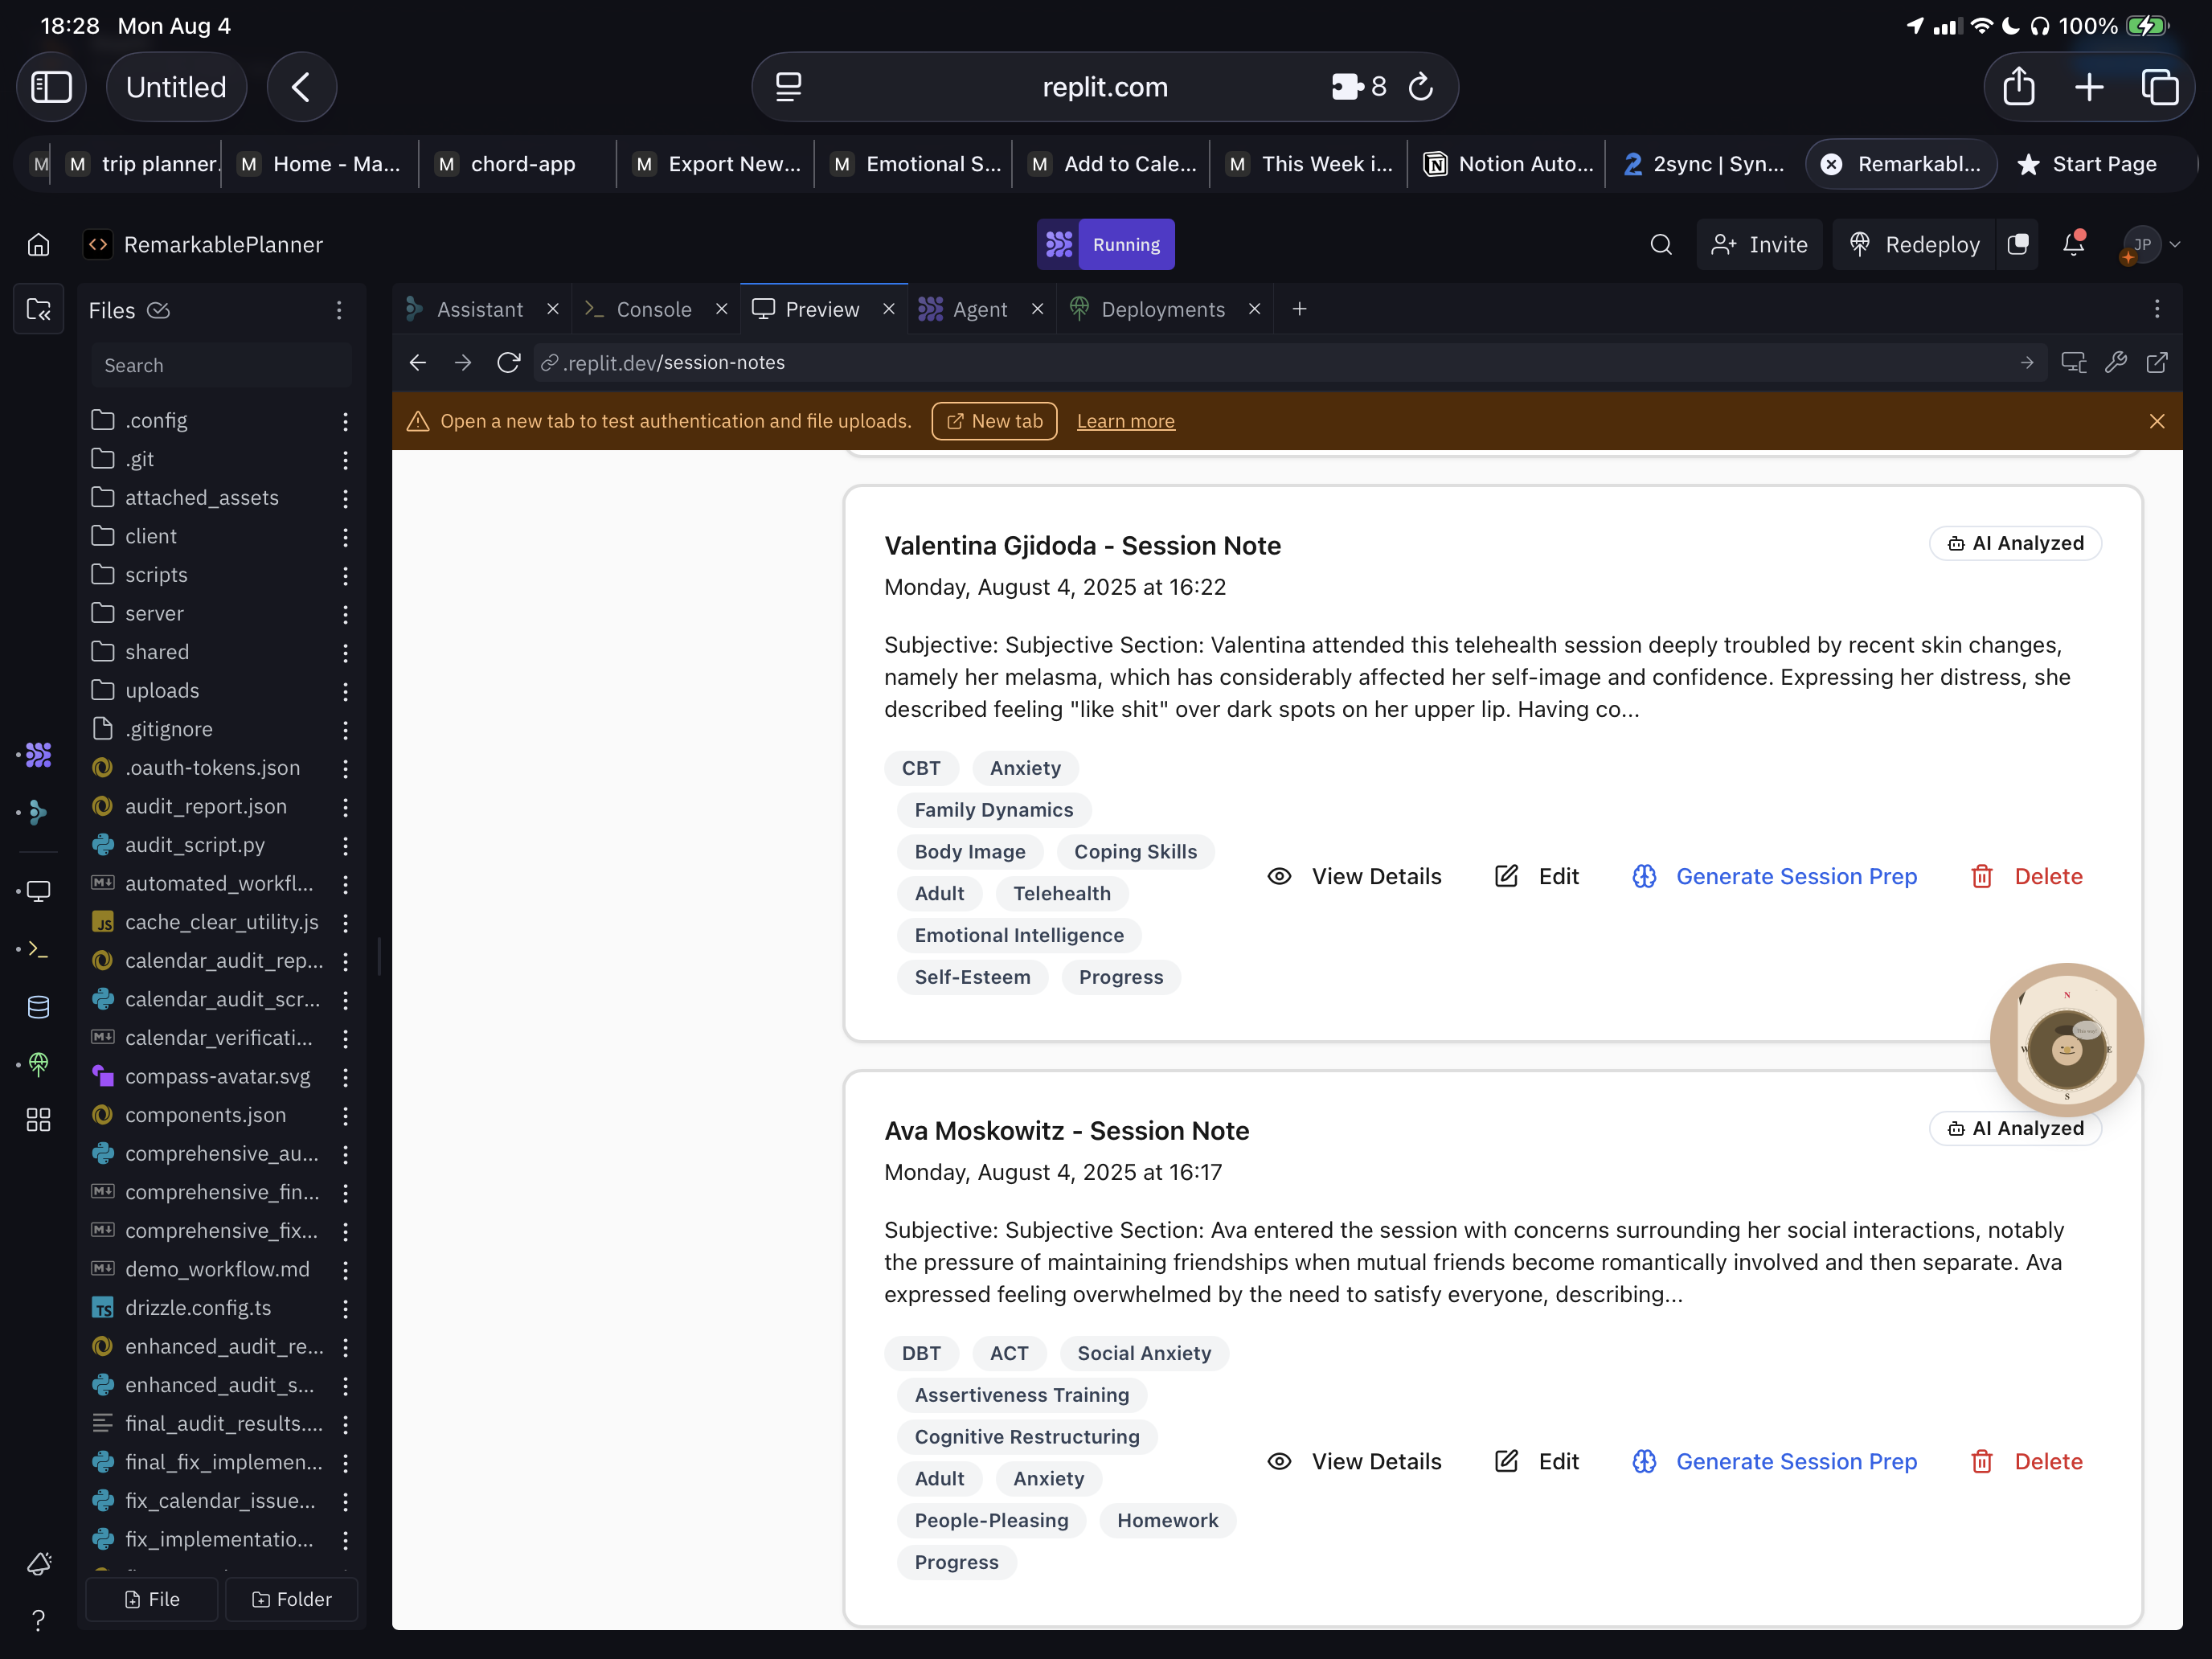 18:28 Mon Aug 4
100%
Untitled
replit.com
8
M
M trip planner.
M Home - Ma...
M chord-app
M Export New...
M Emotional S...
M Add to Cale...
M This Week i...
Notion Auto...
2sync | Syn...
Remarkabl...
Start Page
RemarkablePlanner
Running
Invite
Redeploy
JP
Files
Search
.config
.git
attached_assets
client
scripts
server
shared
uploads
.gitignore
.oauth-tokens.json
audit_report.json
audit_script.py
automated_workfl...
cache_clear_utility.js
calendar_audit_rep...
calendar_audit_scr...
calendar_verificati...
compass-avatar.svg
components.json
comprehensive_au...
comprehensive_fin...
comprehensive_fix...
demo_workflow.md
drizzle.config.ts
enhanced_audit_re...
enhanced_audit_s...
final_audit_results....
final_fix_implemen...
fix_calendar_issue...
fix_implementatio...
File
Folder
Assistant
Console
Preview
Agent
Deployments
.replit.dev/session-notes
Open a new tab to test authentication and file uploads.
New tab
Learn more
Valentina Gjidoda - Session Note
AI Analyzed
Monday, August 4, 2025 at 16:22
Subjective: Subjective Section: Valentina attended this telehealth session deeply troubled by recent skin changes,
namely her melasma, which has considerably affected her self-image and confidence. Expressing her distress, she
described feeling "like shit" over dark spots on her upper lip. Having co...
CBT Anxiety
Family Dynamics
Body Image Coping Skills
Adult Telehealth
Emotional Intelligence
Self-Esteem Progress
View Details
Edit
Generate Session Prep
Delete
N
W
E
S
Ava Moskowitz - Session Note
AI Analyzed
Monday, August 4, 2025 at 16:17
Subjective: Subjective Section: Ava entered the session with concerns surrounding her social interactions, notably
the pressure of maintaining friendships when mutual friends become romantically involved and then separate. Ava
expressed feeling overwhelmed by the need to satisfy everyone, describing...
DBT ACT Social Anxiety
Assertiveness Training
Cognitive Restructuring
Adult Anxiety
People-Pleasing Homework
Progress
View Details
Edit
Generate Session Prep
Delete